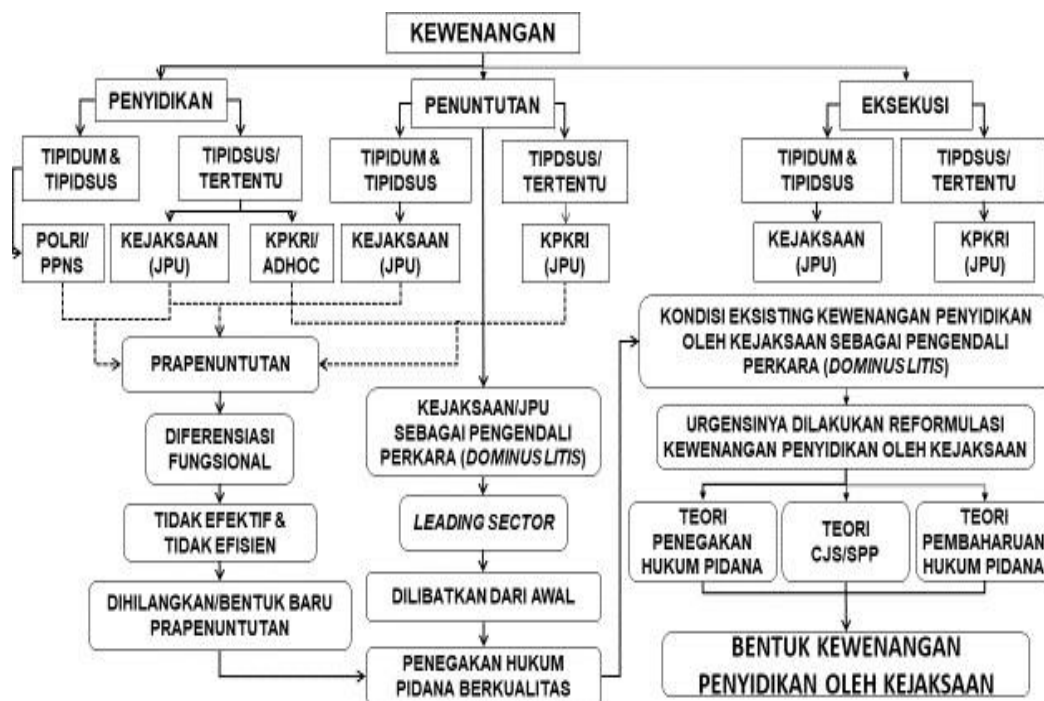 KEWENANGAN
PENYIDIKAN
PENUNTUTAN
EKSEKUSI
TIPIDUM &
TIPIDSUS
TIPIDSUS/
TERTENTU
TIPIDUM &
TIPIDSUS
TIPDSUS/
TERTENTU
TIPIDUM &
TIPIDSUS
TIPDSUS/
TERTENTU
POLRI/
PPNS
KEJAKSAAN
(JPU)
KPKRI/
ADHOC
KEJAKSAAN
(JPU)
KPKRI
(JPU)
KEJAKSAAN
(JPU)
KPKRI
(JPU)
PRAPENUNTUTAN
DIFERENSIASI
FUNGSIONAL
TIDAK EFEKTIF &
TIDAK EFISIEN
DIHILANGKAN/BENTUK BARU
PRAPENUNTUTAN
KEJAKSAAN/JPU
SEBAGAI PENGENDALI
PERKARA (DOMINUS LITIS)
LEADING SECTOR
DILIBATKAN DARI AWAL
PENEGAKAN HUKUM
PIDANA BERKUALITAS
KONDISI EKSISTING KEWENANGAN PENYIDIKAN
OLEH KEJAKSAAN SEBAGAI PENGENDALI
PERKARA (DOMINUS LITIS)
URGENSINYA DILAKUKAN REFORMULASI
KEWENANGAN PENYIDIKAN OLEH KEJAKSAAN
TEORI
PENEGAKAN
HUKUM PIDANA
TEORI
CJS/SPP
TEORI
PEMBAHARUAN
HUKUM PIDANA
BENTUK KEWENANGAN
PENYIDIKAN OLEH KEJAKSAAN